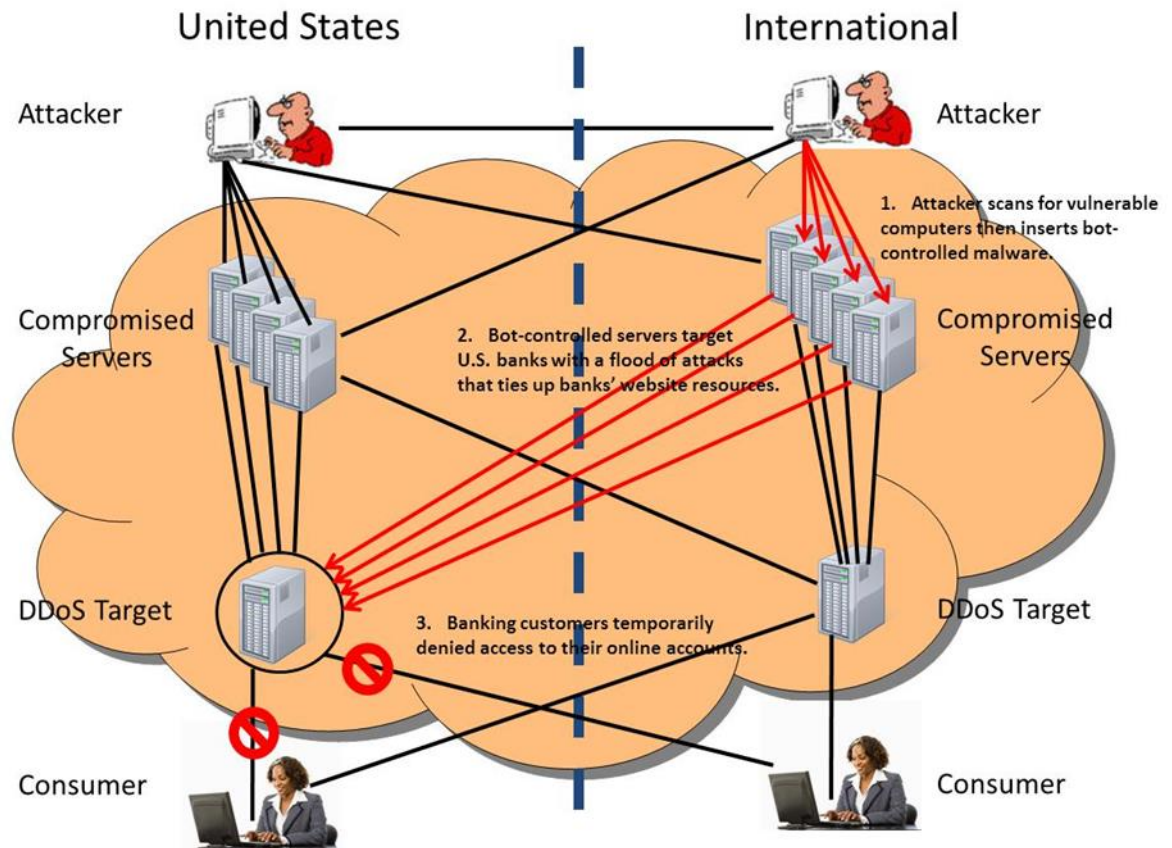 United States
International
Attacker
Attacker
1. Attacker scans for vulnerable
computers then inserts bot-
controlled malware.
Compromised
Servers
2. Bot-controlled servers target
U.S. banks with a flood of attacks
that ties up banks’ website resources.
Compromised
Servers
DDoS Target
3. Banking customers temporarily
denied access to their online accounts.
DDoS Target
Consumer
Consumer